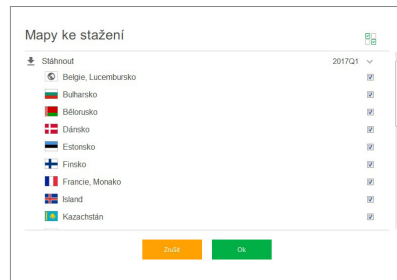 Mapy ke stažení
Stáhnout 2017Q1
Belgie, Lucembursko
Bulharsko
Bělorusko
Dánsko
Estonsko
Finsko
Francie, Monako
Island
Kazachstán
Zrušit Ok